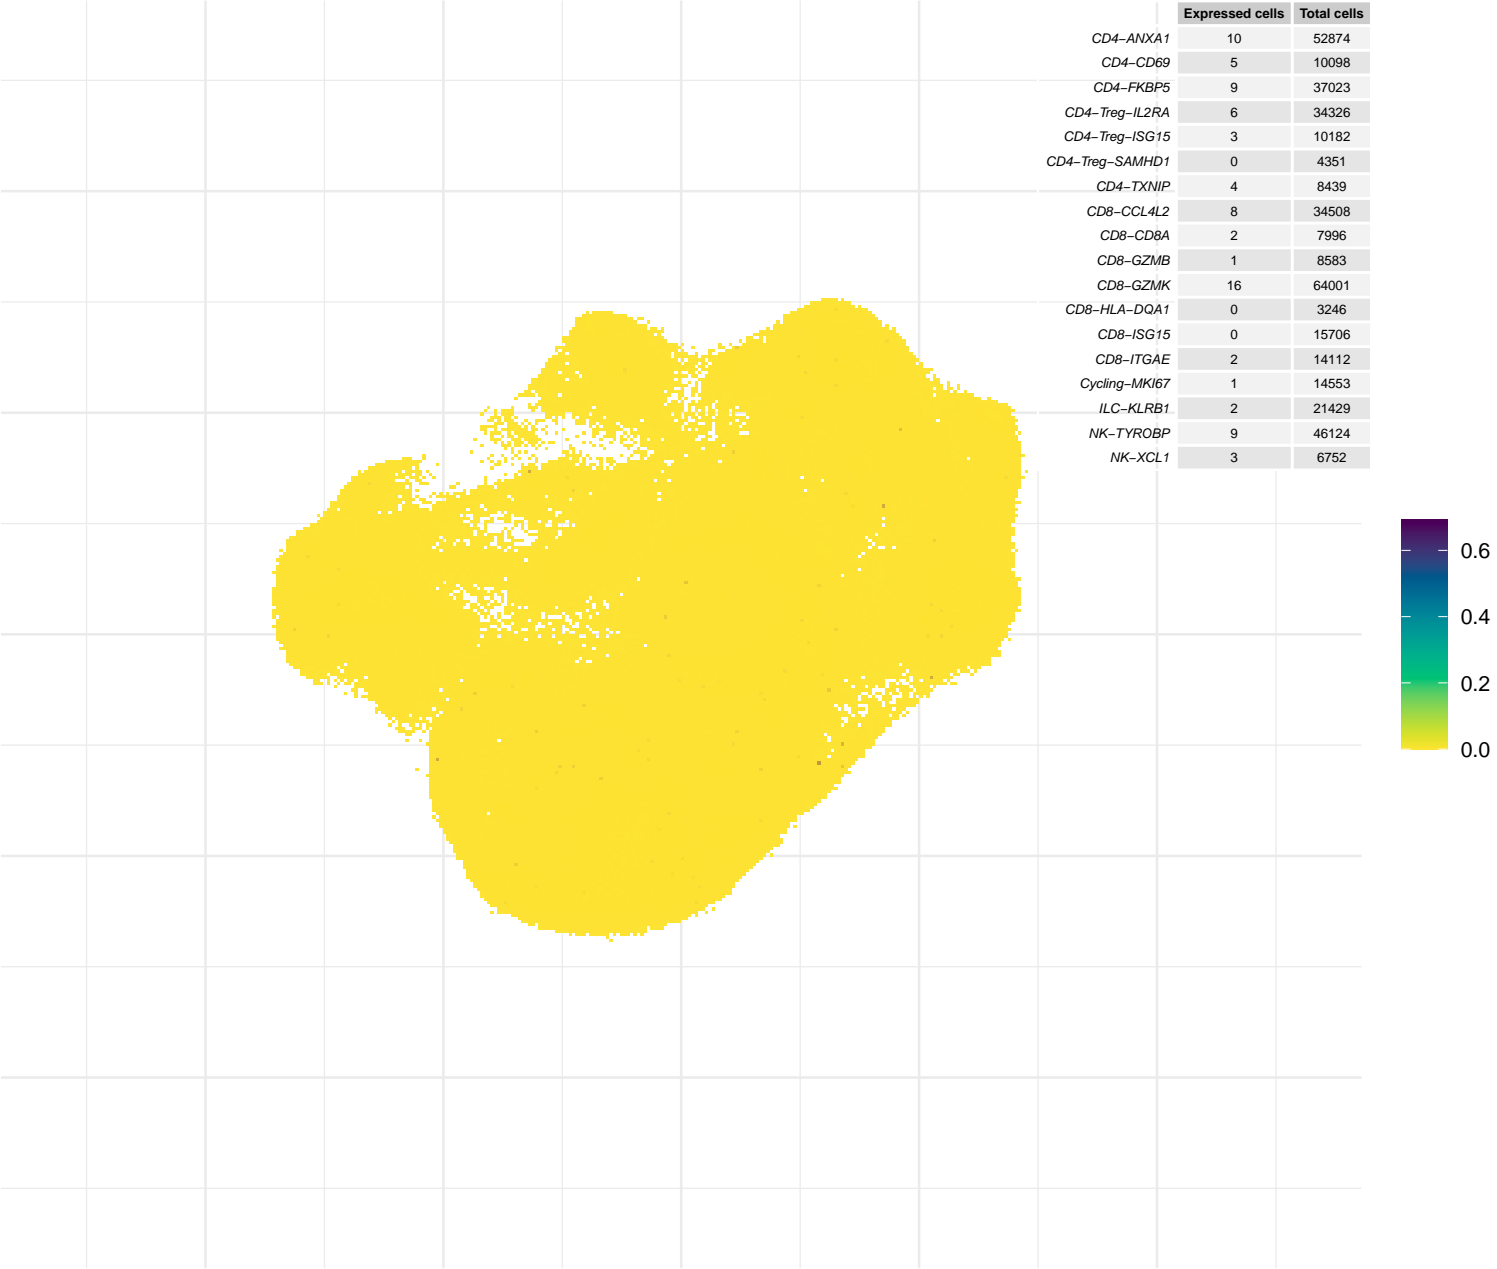 Expressed cells Total cells
CD4−ANXA1 10 52874
CD4−CD69 5 10098
CD4−FKBP5 9 37023
CD4−Treg−IL2RA 6 34326
CD4−Treg−ISG15 3 10182
CD4−Treg−SAMHD1 0 4351
CD4−TXNIP 4 8439
CD8−CCL4L2 8 34508
CD8−CD8A 2 7996
CD8−GZMB 1 8583
CD8−GZMK 16 64001
CD8−HLA−DQA1 0 3246
CD8−ISG15 0 15706
CD8−ITGAE 2 14112
Cycling−MKI67 1 14553
ILC−KLRB1 2 21429
NK−TYROBP 9 46124
NK−XCL1 3 6752
0.6
0.4
0.2
0.0